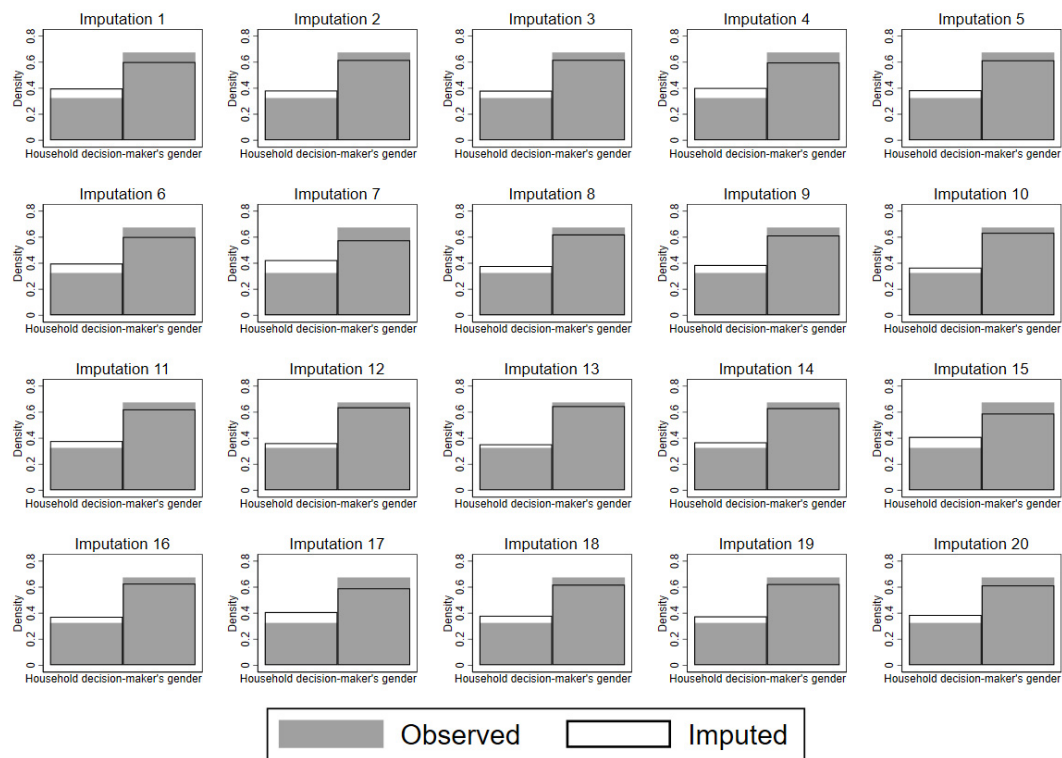 Imputation 1
Imputation 2
Imputation 3
Imputation 4
Imputation 5
Density
0 0.2 0.4 0.6 0.8
Density
0 0.2 0.4 0.6 0.8
Density
0 0.2 0.4 0.6 0.8
Density
0 0.2 0.4 0.6 0.8
Density
0 0.2 0.4 0.6 0.8
Household decision-maker's gender
Household decision-maker's gender
Household decision-maker's gender
Household decision-maker's gender
Household decision-maker's gender
Imputation 6
Imputation 7
Imputation 8
Imputation 9
Imputation 10
Density
0 0.2 0.4 0.6 0.8
Density
0 0.2 0.4 0.6 0.8
Density
0 0.2 0.4 0.6 0.8
Density
0 0.2 0.4 0.6 0.8
Density
0 0.2 0.4 0.6 0.8
Household decision-maker's gender
Household decision-maker's gender
Household decision-maker's gender
Household decision-maker's gender
Household decision-maker's gender
Imputation 11
Imputation 12
Imputation 13
Imputation 14
Imputation 15
Density
0 0.2 0.4 0.6 0.8
Density
0 0.2 0.4 0.6 0.8
Density
0 0.2 0.4 0.6 0.8
Density
0 0.2 0.4 0.6 0.8
Density
0 0.2 0.4 0.6 0.8
Household decision-maker's gender
Household decision-maker's gender
Household decision-maker's gender
Household decision-maker's gender
Household decision-maker's gender
Imputation 16
Imputation 17
Imputation 18
Imputation 19
Imputation 20
Density
0 0.2 0.4 0.6 0.8
Density
0 0.2 0.4 0.6 0.8
Density
0 0.2 0.4 0.6 0.8
Density
0 0.2 0.4 0.6 0.8
Density
0 0.2 0.4 0.6 0.8
Household decision-maker's gender
Household decision-maker's gender
Household decision-maker's gender
Household decision-maker's gender
Household decision-maker's gender
Observed
Imputed